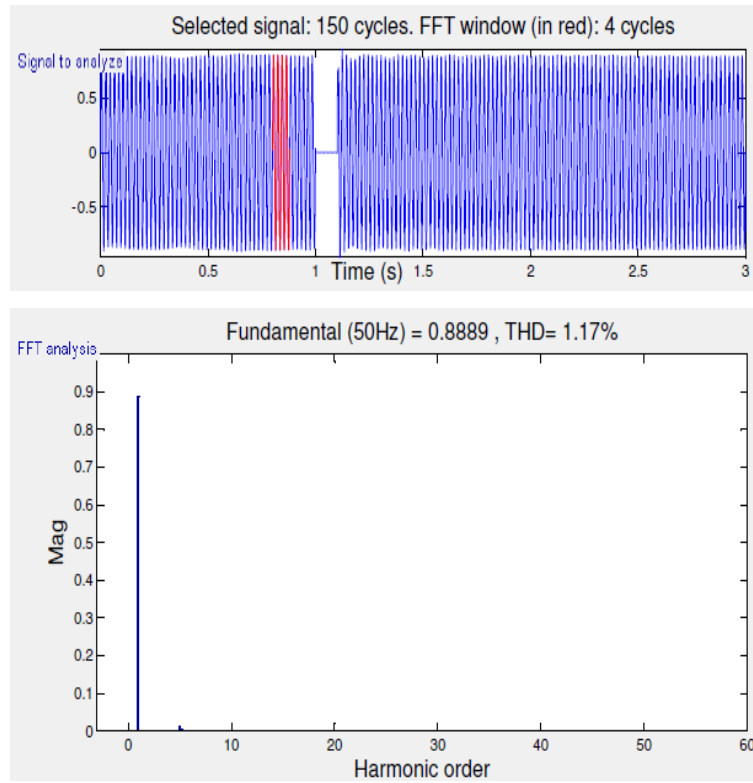 Selected signal: 150 cycles. FFT window (in red): 4 cycles
Signal to analyze
0.5
0
-0.5
0 0.5 1 1.5 2 2.5 3
Time (s)
Fundamental (50Hz) = 0.8889 , THD= 1.17%
FFT analysis
0.9
0.8
0.7
0.6
0.5
0.4
0.3
0.2
0.1
0
Mag
0 10 20 30 40 50 60
Harmonic order